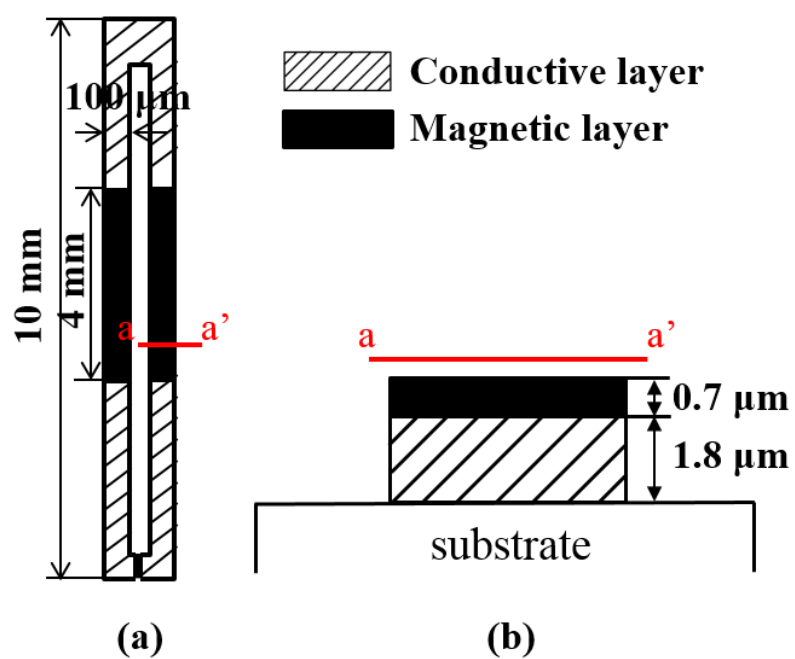 100 μm
10 mm
4 mm
a
a’
Conductive layer
Magnetic layer
a
a’
0.7 μm
1.8 μm
substrate
(a)
(b)